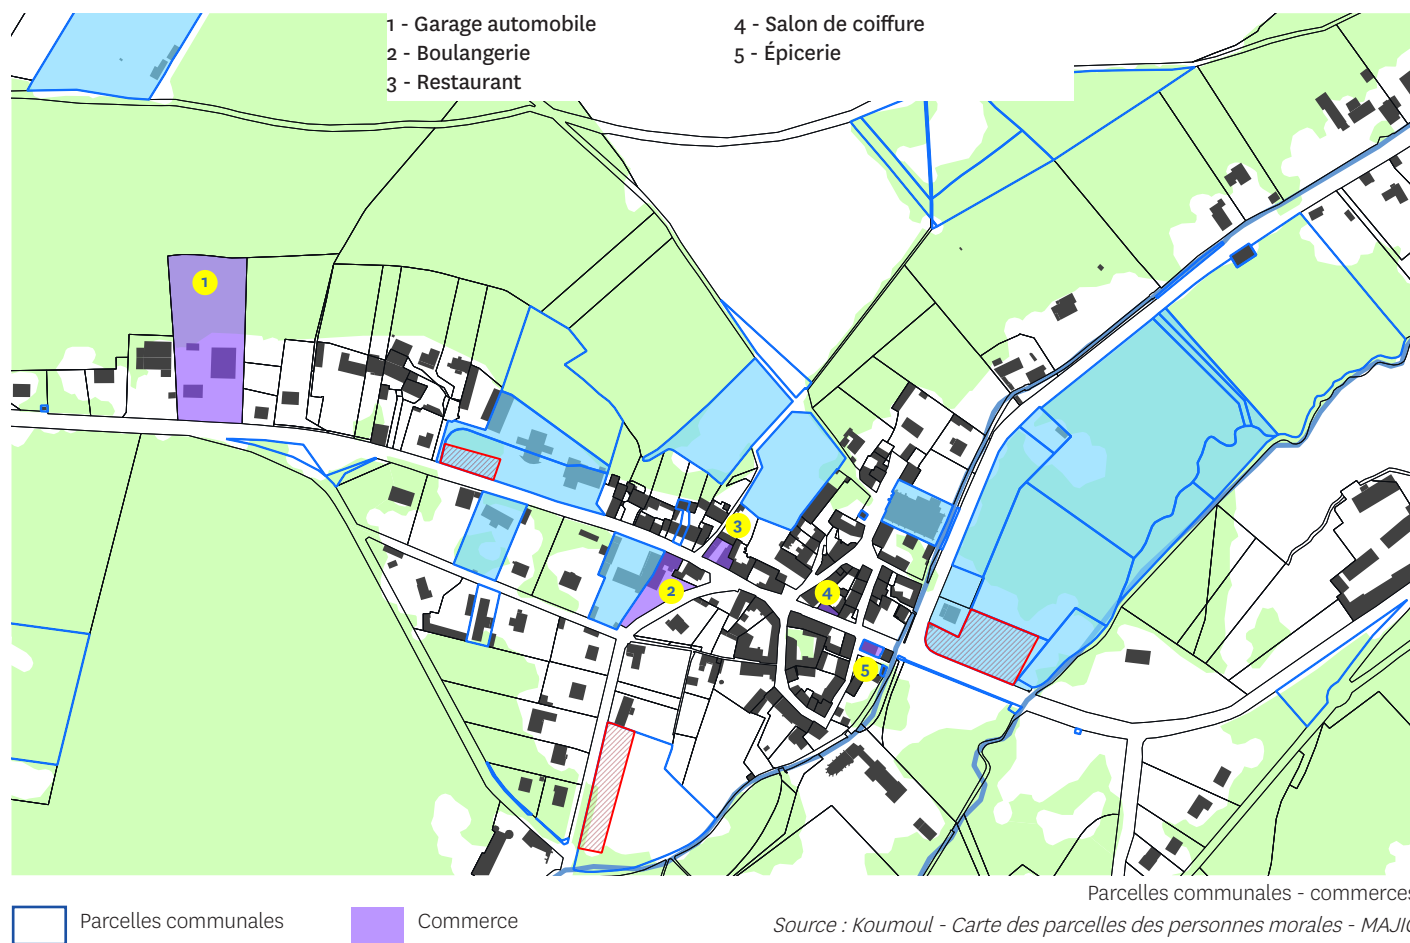 1 - Garage automobile
2 - Boulangerie
3 - Restaurant
4 - Salon de coiffure
5 - Épicerie
1
3
2
4
5
Parcelles communales
Commerce
Parcelles communales - commerces
Source : Koumoul - Carte des parcelles des personnes morales - MAJIC